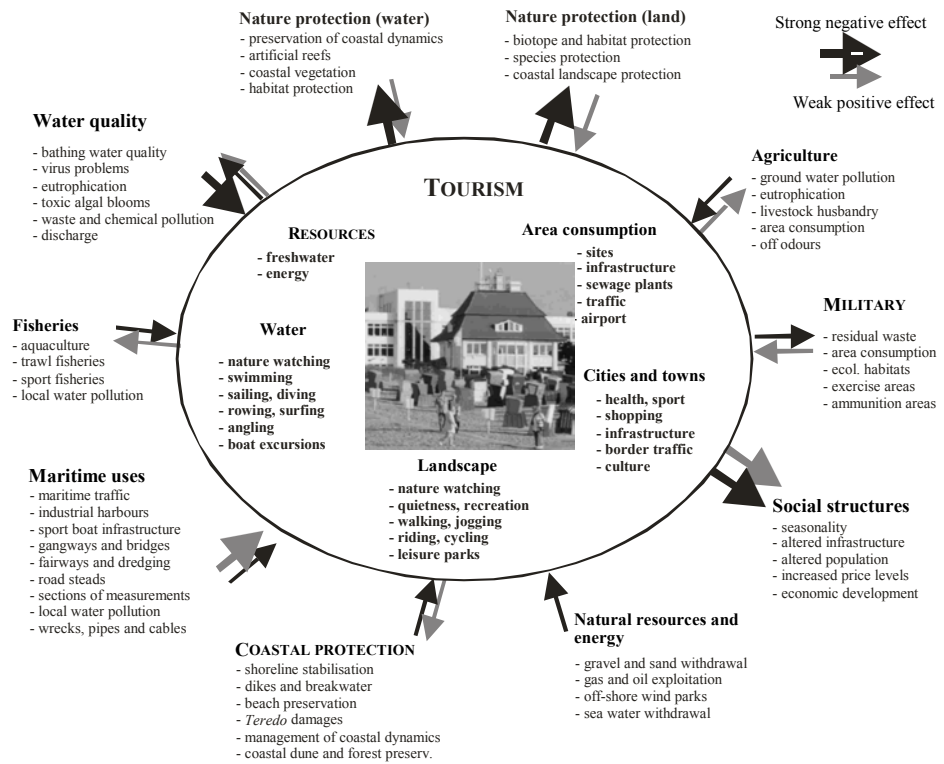 Nature protection (water)
- preservation of coastal dynamics
- artificial reefs
- coastal vegetation
- habitat protection
Nature protection (land)
- biotope and habitat protection
- species protection
- coastal landscape protection
Strong negative effect
Weak positive effect
Water quality
- bathing water quality
- virus problems
- eutrophication
- toxic algal blooms
- waste and chemical pollution
- discharge
TOURISM
Agriculture
- ground water pollution
- eutrophication
- livestock husbandry
- area consumption
- off odours
RESOURCES
- freshwater
- energy
Area consumption
- sites
- infrastructure
- sewage plants
- traffic
- airport
Fisheries
- aquaculture
- trawl fisheries
- sport fisheries
- local water pollution
Water
- nature watching
- swimming
- sailing, diving
- rowing, surfing
- angling
- boat excursions
MILITARY
- residual waste
- area consumption
- ecol. habitats
- exercise areas
- ammunition areas
Cities and towns
- health, sport
- shopping
- infrastructure
- border traffic
- culture
Landscape
- nature watching
- quietness, recreation
- walking, jogging
- riding, cycling
- leisure parks
Maritime uses
- maritime traffic
- industrial harbours
- sport boat infrastructure
- gangways and bridges
- fairways and dredging
- road steads
- sections of measurements
- local water pollution
- wrecks, pipes and cables
Social structures
- seasonality
- altered infrastructure
- altered population
- increased price levels
- economic development
COASTAL PROTECTION
- shoreline stabilisation
- dikes and breakwater
- beach preservation
- Teredo damages
- management of coastal dynamics
- coastal dune and forest preserv.
Natural resources and
energy
- gravel and sand withdrawal
- gas and oil exploitation
- off-shore wind parks
- sea water withdrawal